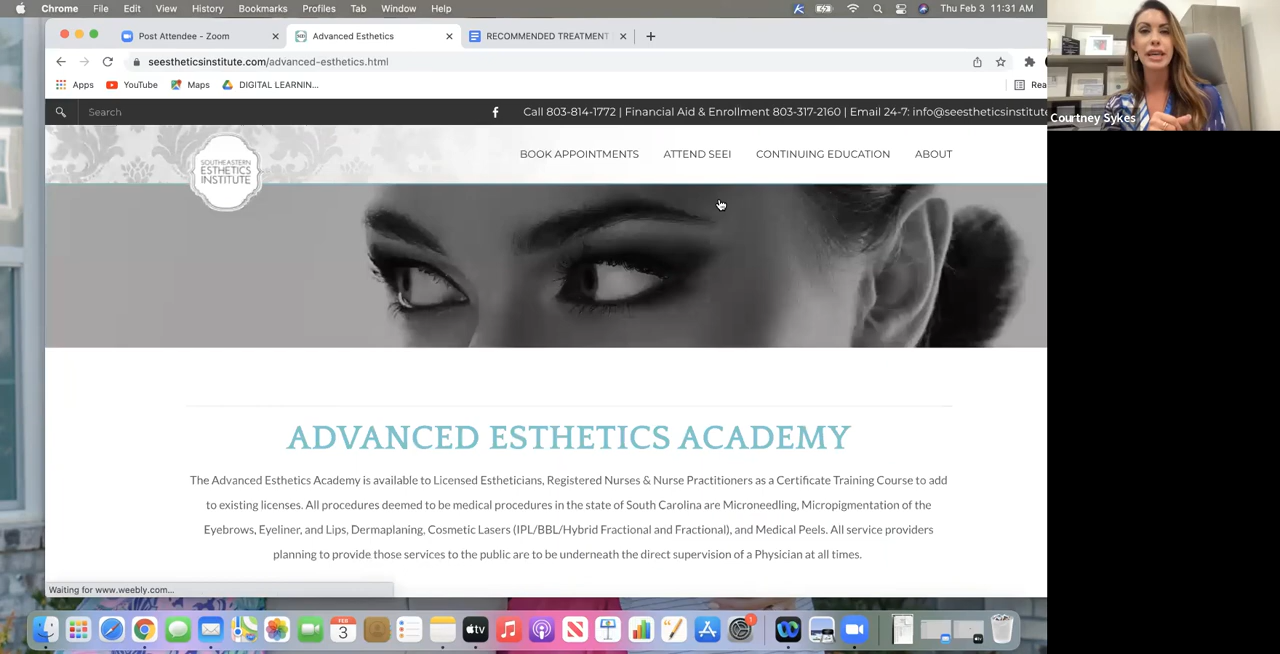 Chrome File Edit View History Bookmarks Profiles Tab Window Help Thu Feb 3 11:31 AM
Post Attendee - Zoom Advanced Esthetics RECOMMENDED TREATMENT
seestheticsinstitute.com/advanced-esthetics.html
Apps YouTube Maps DIGITAL LEARNIN... Rea
Search Call 803-814-1772 | Financial Aid & Enrollment 803-317-2160 | Email 24-7: info@seestheticsinstitute
Courtney Sykes
BOOK APPOINTMENTS ATTEND SEEI CONTINUING EDUCATION ABOUT
SOUTHEASTERN
ESTHETICS
INSTITUTE
ADVANCED ESTHETICS ACADEMY
The Advanced Esthetics Academy is available to Licensed Estheticians, Registered Nurses & Nurse Practitioners as a Certificate Training Course to add
to existing licenses. All procedures deemed to be medical procedures in the state of South Carolina are Microneedling, Micropigmentation of the
Eyebrows, Eyeliner, and Lips, Dermaplaning, Cosmetic Lasers (IPL/BBL/Hybrid Fractional and Fractional), and Medical Peels. All service providers
planning to provide those services to the public are to be underneath the direct supervision of a Physician at all times.
Waiting for www.weebly.com...
FEB
3
tv
1